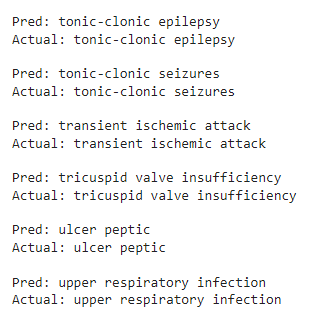 Pred: tonic-clonic epilepsy
Actual: tonic-clonic epilepsy
Pred: tonic-clonic seizures
Actual: tonic-clonic seizures
Pred: transient ischemic attack
Actual: transient ischemic attack
Pred: tricuspid valve insufficiency
Actual: tricuspid valve insufficiency
Pred: ulcer peptic
Actual: ulcer peptic
Pred: upper respiratory infection
Actual: upper respiratory infection